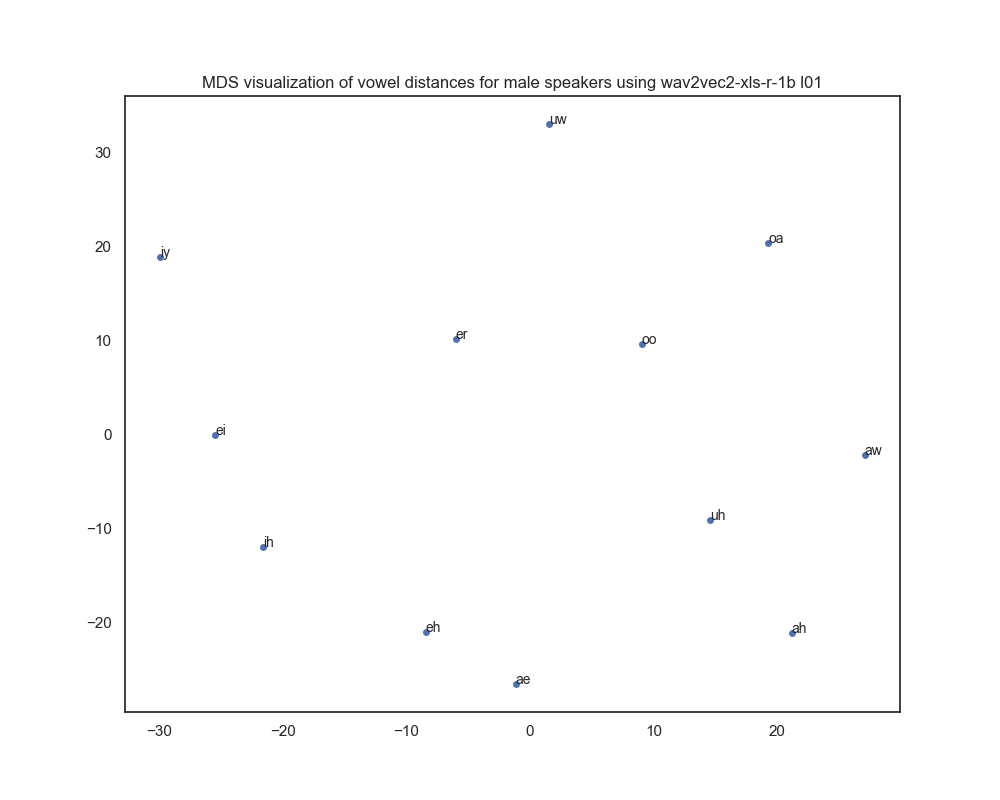 MDS visualization of vowel distances for male speakers using wav2vec2-xls-r-1b l01
uw
30
oa
20
iy
er
oo
10
ei
0
aw
uh
−10
ih
eh
ah
−20
ae
−30 −20 −10 0 10 20